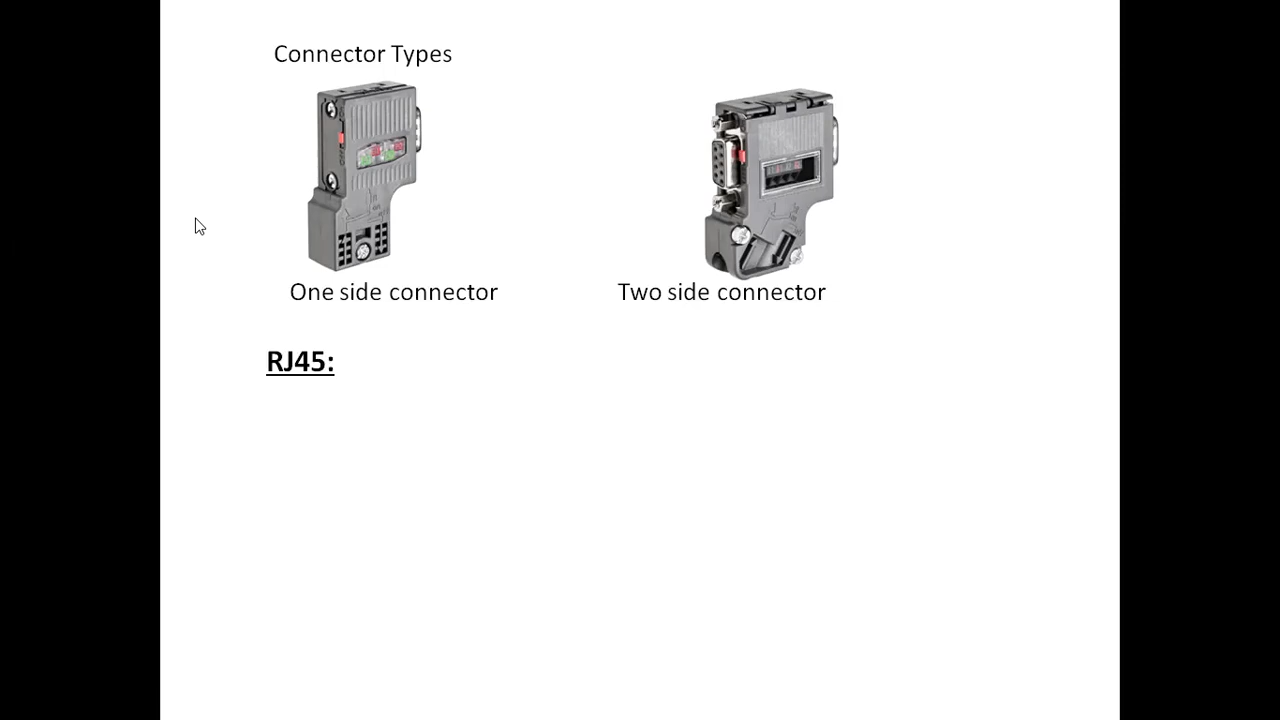 Connector Types
One side connector
Two side connector
RJ45: